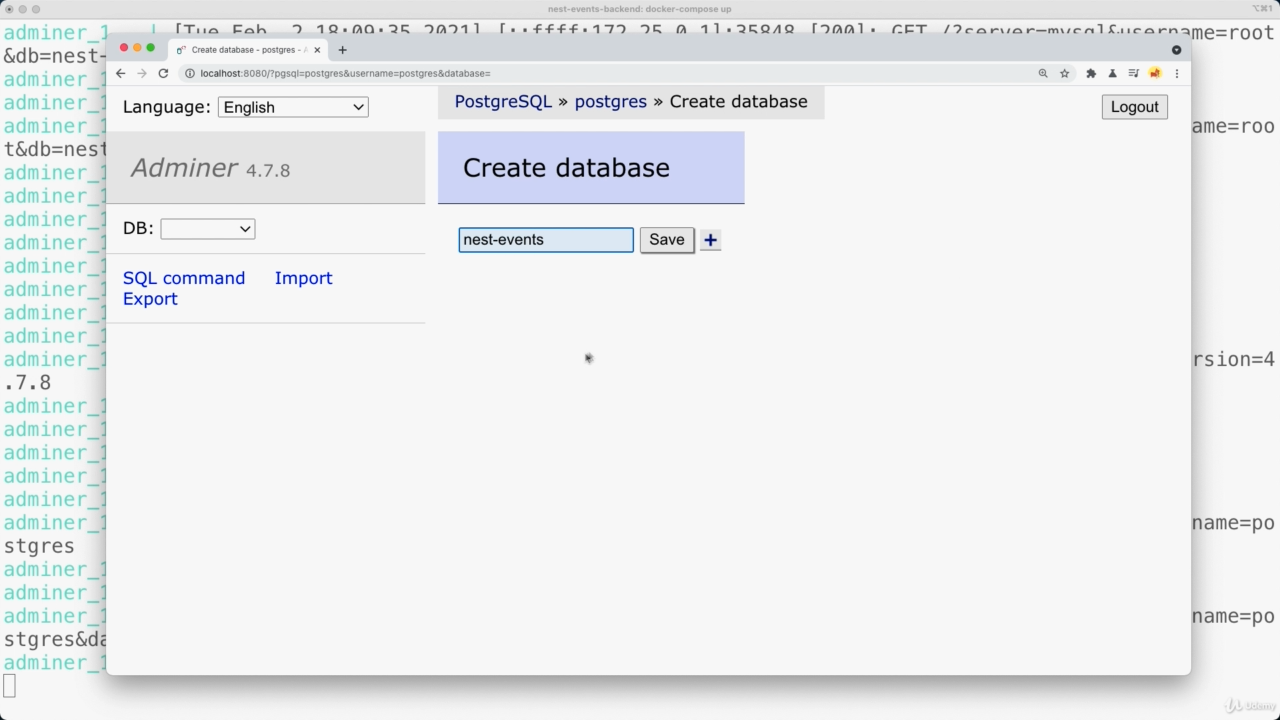 nest-events-backend: docker-compose up
⌥⌘1
adminer_1 | [Tue Feb 2 18:09:35 2021] [::ffff:172.25.0.1]:35848 [200]: GET /?server=mysql&username=root
&db=nest-
adminer_1
adminer_1
adminer_1 ame=roo
t&db=nest
adminer_1
adminer_1
adminer_1
adminer_1
adminer_1
adminer_1
adminer_1
adminer_1
adminer_1 rsion=4
.7.8
adminer_1
adminer_1
adminer_1
adminer_1
adminer_1
adminer_1 name=po
stgres
adminer_1
adminer_1
adminer_1 name=po
stgres&da
adminer_1
Create database - postgres - A
localhost:8080/?pgsql=postgres&username=postgres&database=
Language: English
PostgreSQL » postgres » Create database
Logout
Adminer 4.7.8
Create database
DB:
nest-events Save +
SQL command Import
Export
Udemy